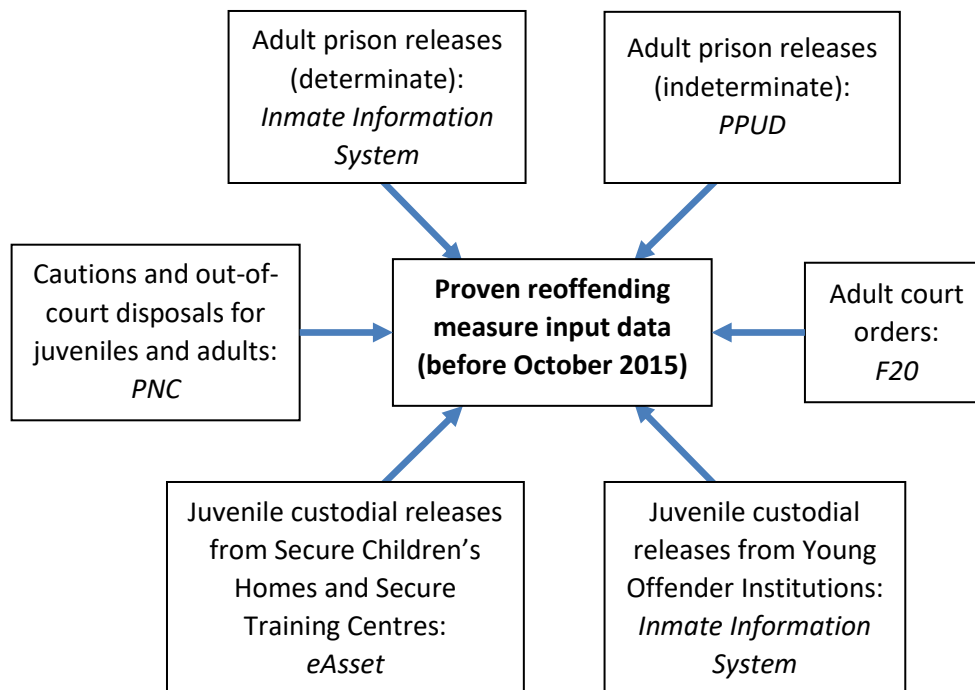 Adult prison releases
(determinate):
Inmate Information
System
Adult prison releases
(indeterminate):
PPUD
Cautions and out-of-
court disposals for
juveniles and adults:
PNC
Proven reoffending
measure input data
(before October 2015)
Adult court
orders:
F20
Juvenile custodial releases
from Secure Children’s
Homes and Secure
Training Centres:
eAsset
Juvenile custodial
releases from Young
Offender Institutions:
Inmate Information
System